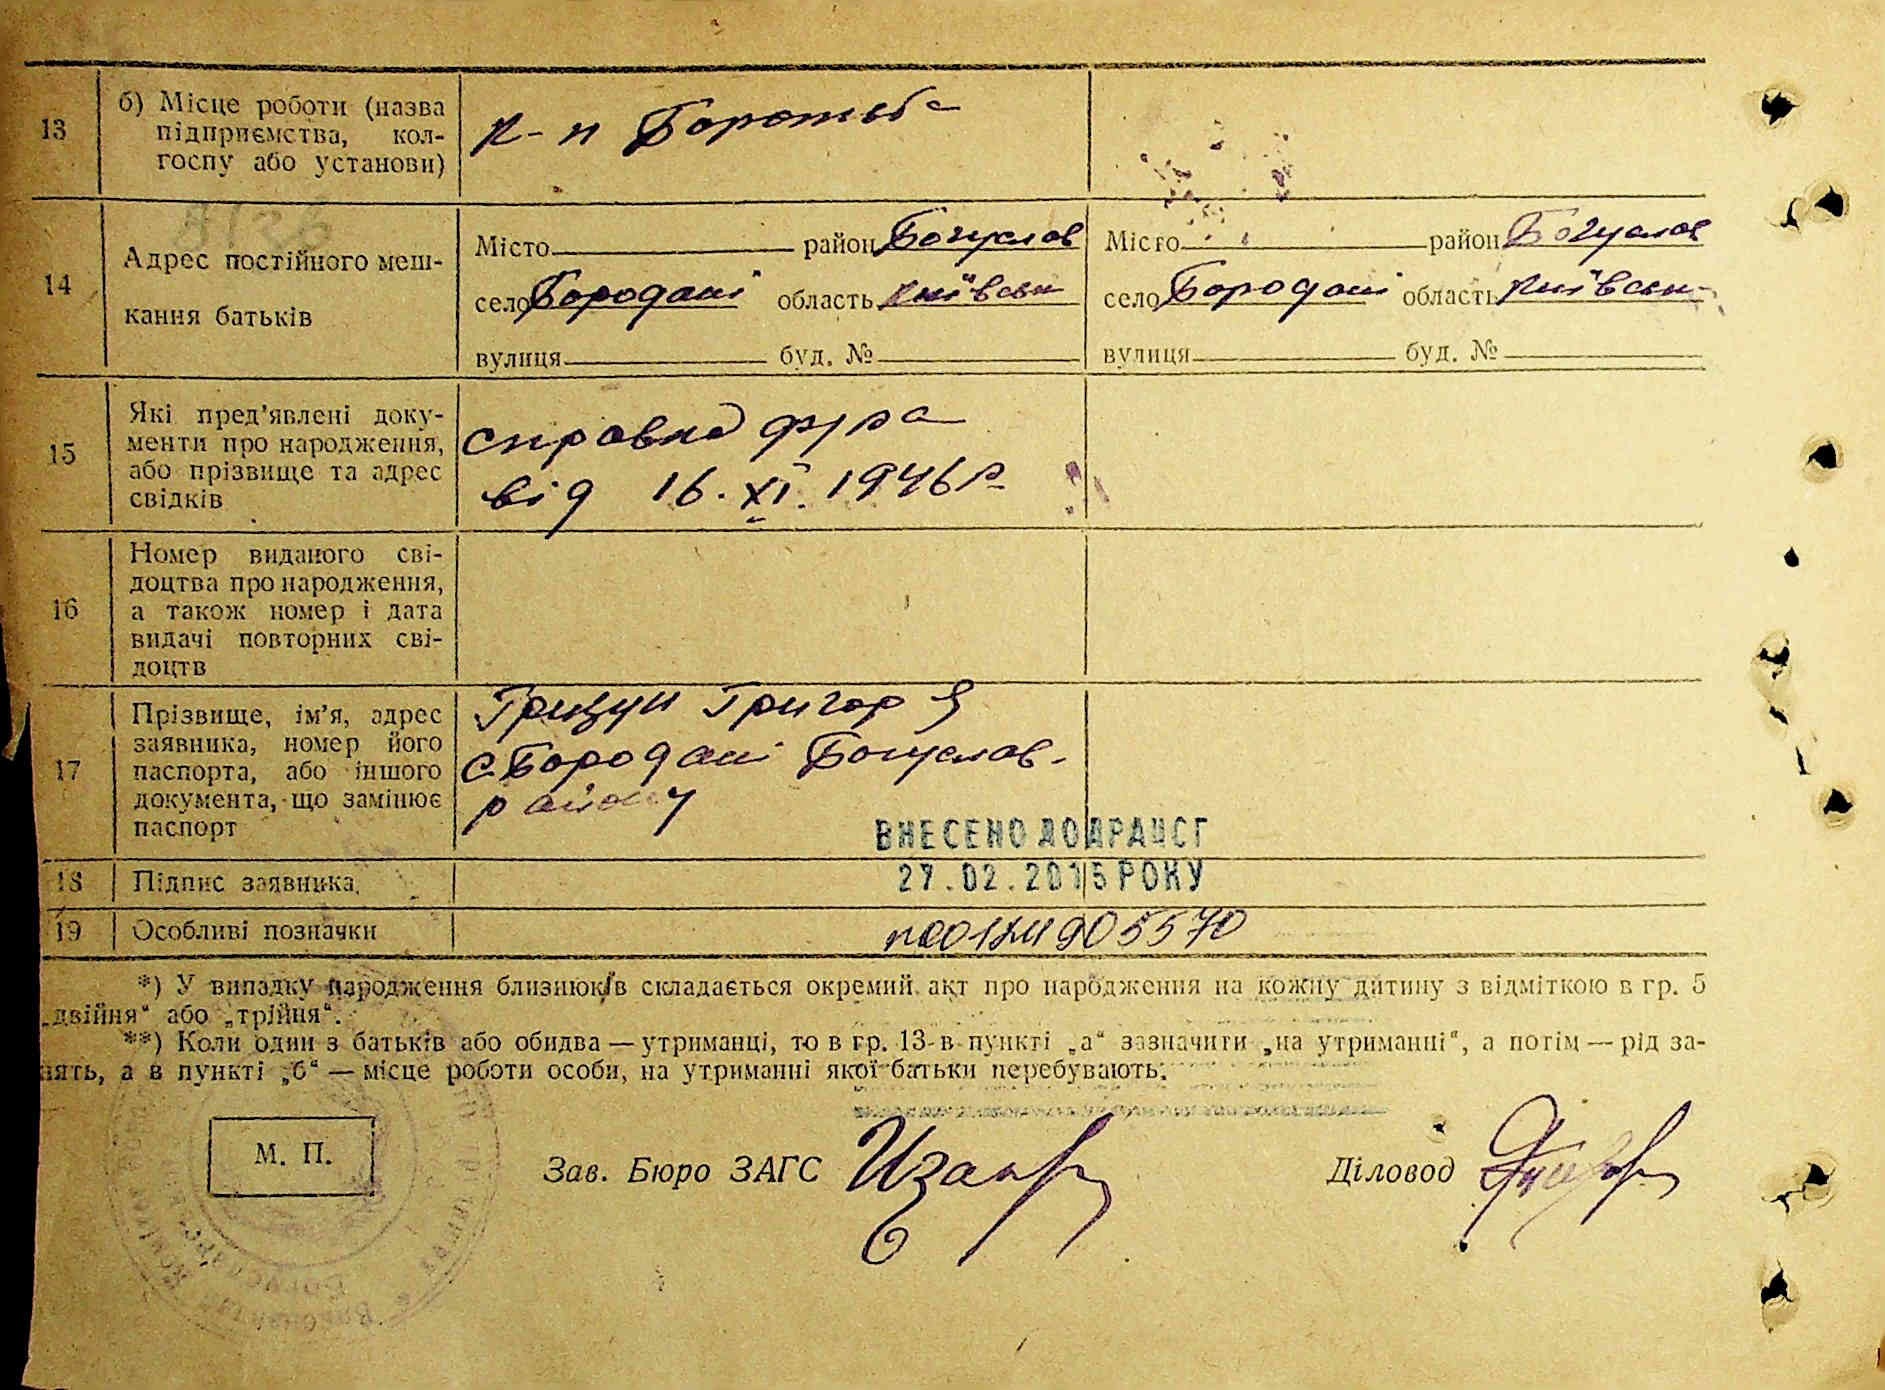 13
б) Місце роботи (назва
підприємства, кол-
госпу або установи)
к-п Боротьба
14
Адрес постійного меш-
кання батьків
Місто район Богуслав
село Бородані область Київськ
вулиця буд. №
Місто район Богуслав
село Бородані область Київськ
вулиця буд. №
15
Які пред'явлені доку-
менти про народження,
або прізвище та адрес
свідків
справка с/р
від 16.XI.1946 р
16
Номер виданого сві-
доцтва про народження,
а також номер і дата
видачі повторних сві-
доцтв
17
Прізвище, ім'я, адрес
заявника, номер його
паспорта, або іншого
документа, що замінює
паспорт
Гризун Григор Я
с. Бородані Богуслав-
району
ВНЕСЕНО ДО ДРАЦСГ
27.02.2015 РОКУ
18 Підпис заявника
19 Особливі позначки
*) У випадку народження близнюків складається окремий акт про народження на кожну дитину з відміткою в гр. 5
„двійня“ або „трійня“.
**) Коли один з батьків або обидва — утриманці, то в гр. 13 в пункті „а“ зазначити „на утриманні“, а потім — рід за-
нять, а в пункті „б“ — місце роботи особи, на утриманні якої батьки перебувають.
М. П.
Зав. Бюро ЗАГС
Діловод